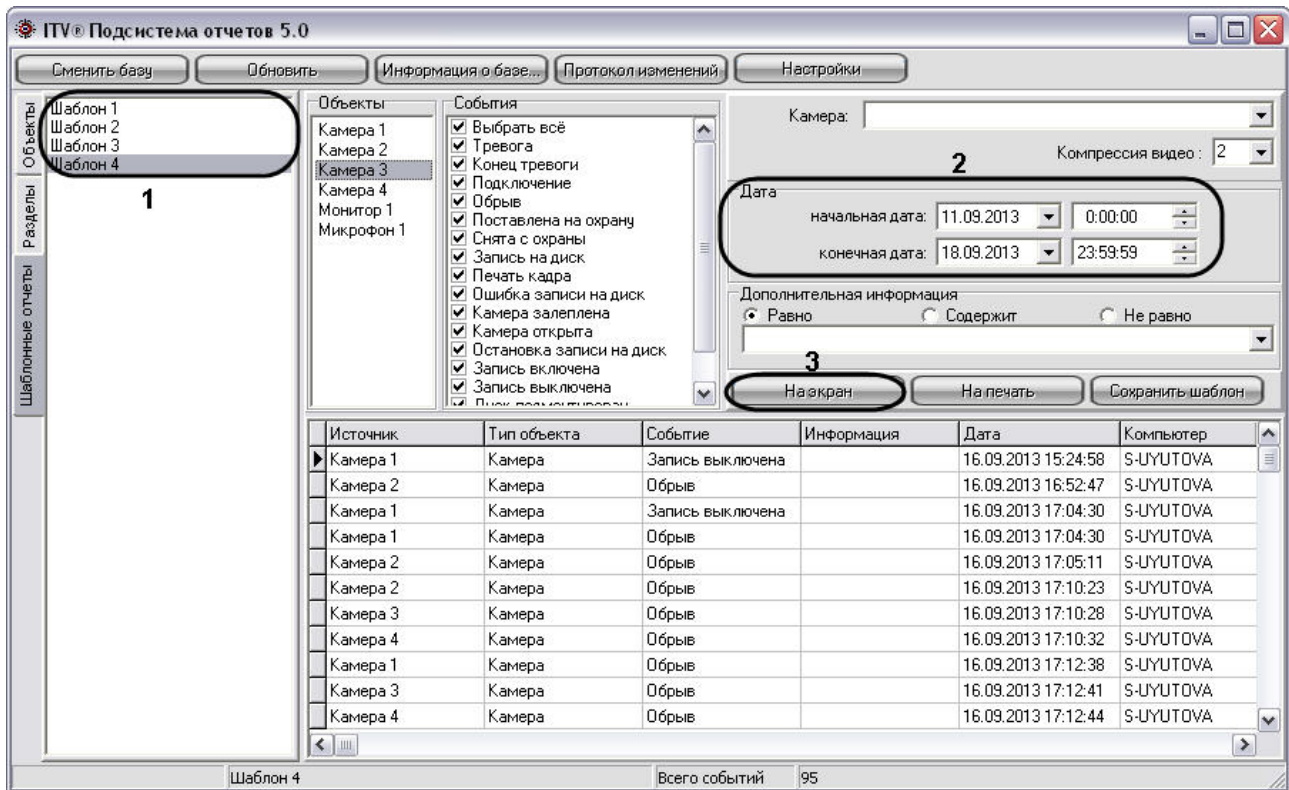 ITV® Подсистема отчетов 5.0
Сменить базу Обновить Информация о базе... Протокол изменений Настройки
Объекты
Разделы
Шаблонные отчеты
Шаблон 1
Шаблон 2
Шаблон 3
Шаблон 4
1
Объекты
Камера 1
Камера 2
Камера 3
Камера 4
Монитор 1
Микрофон 1
События
Выбрать всё
Тревога
Конец тревоги
Подключение
Обрыв
Поставлена на охрану
Снята с охраны
Запись на диск
Печать кадра
Ошибка записи на диск
Камера залеплена
Камера открыта
Остановка записи на диск
Запись включена
Запись выключена
Камера:
Компрессия видео : 2
2
Дата
начальная дата: 11.09.2013 0:00:00
конечная дата: 18.09.2013 23:59:59
Дополнительная информация
Равно Содержит Не равно
3
На экран На печать Сохранить шаблон
Источник Тип объекта Событие Информация Дата Компьютер
Камера 1 Камера Запись выключена 16.09.2013 15:24:58 S-UYUTOVA
Камера 2 Камера Обрыв 16.09.2013 16:52:47 S-UYUTOVA
Камера 1 Камера Запись выключена 16.09.2013 17:04:30 S-UYUTOVA
Камера 1 Камера Обрыв 16.09.2013 17:04:30 S-UYUTOVA
Камера 2 Камера Обрыв 16.09.2013 17:05:11 S-UYUTOVA
Камера 2 Камера Обрыв 16.09.2013 17:10:23 S-UYUTOVA
Камера 3 Камера Обрыв 16.09.2013 17:10:28 S-UYUTOVA
Камера 4 Камера Обрыв 16.09.2013 17:10:32 S-UYUTOVA
Камера 1 Камера Обрыв 16.09.2013 17:12:38 S-UYUTOVA
Камера 3 Камера Обрыв 16.09.2013 17:12:41 S-UYUTOVA
Камера 4 Камера Обрыв 16.09.2013 17:12:44 S-UYUTOVA
Шаблон 4 Всего событий 95